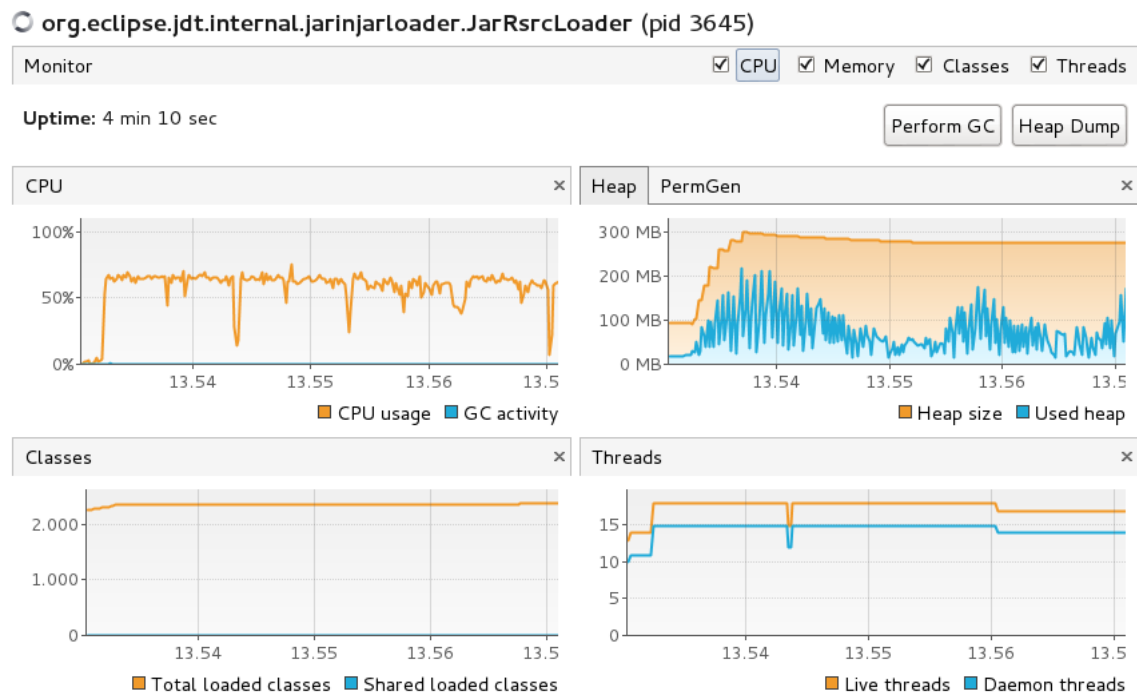 org.eclipse.jdt.internal.jarinjarloader.JarRsrcLoader (pid 3645)
Monitor CPU Memory Classes Threads
Uptime: 4 min 10 sec
Perform GC Heap Dump
CPU
100%
50%
0%
13.54 13.55 13.56 13.5
CPU usage GC activity
Heap PermGen
300 MB
200 MB
100 MB
0 MB
13.54 13.55 13.56 13.5
Heap size Used heap
Classes
2.000
1.000
0
13.54 13.55 13.56 13.5
Total loaded classes Shared loaded classes
Threads
15
10
5
0
13.54 13.55 13.56 13.5
Live threads Daemon threads